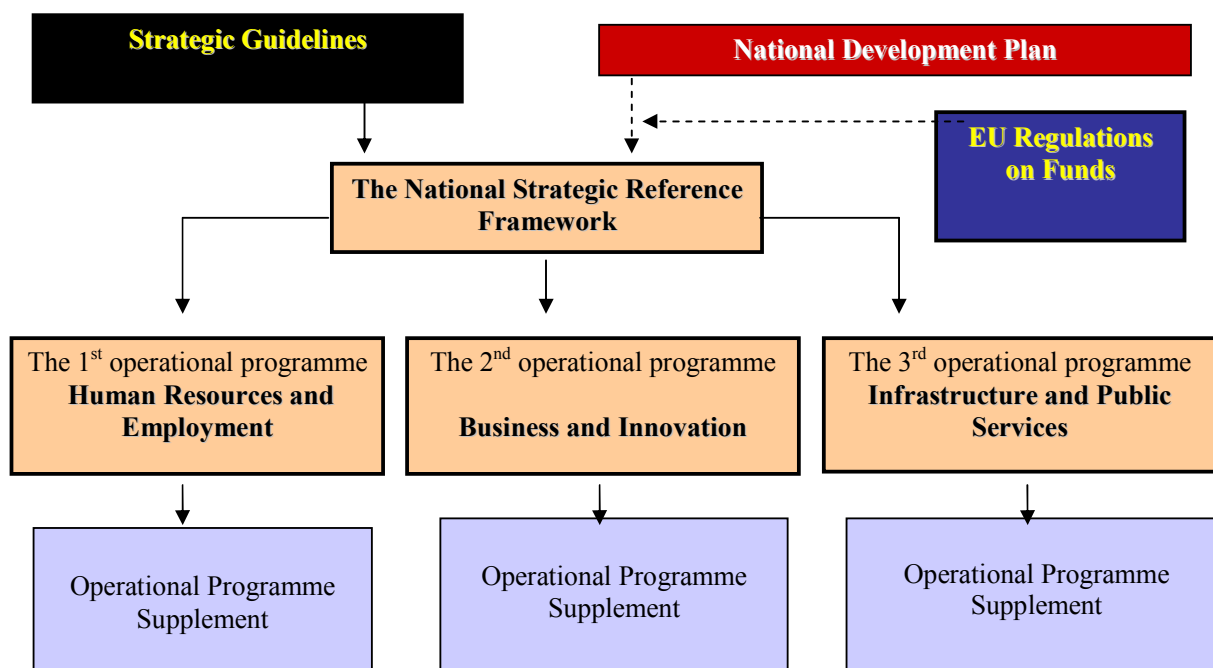 Strategic Guidelines
National Development Plan
EU Regulations
on Funds
The National Strategic Reference
Framework
The 1st operational programme
Human Resources and
Employment
The 2nd operational programme
Business and Innovation
The 3rd operational programme
Infrastructure and Public
Services
Operational Programme
Supplement
Operational Programme
Supplement
Operational Programme
Supplement